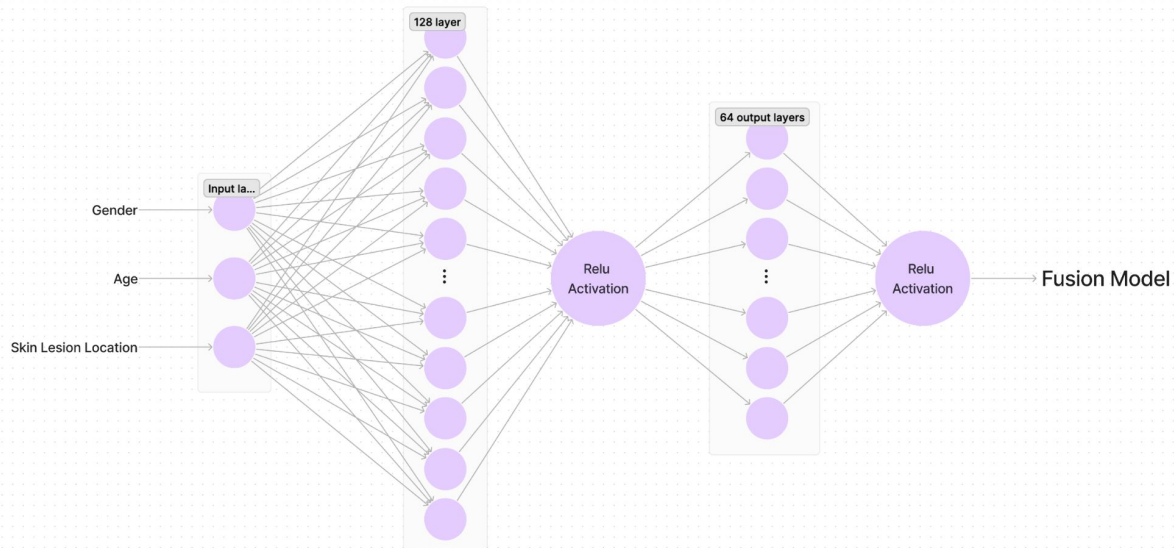 128 layer
64 output layers
Input la...
Gender
Age
Skin Lesion Location
⋮
Relu
Activation
⋮
Relu
Activation
Fusion Model